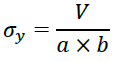 σ_y = V / (a × b)